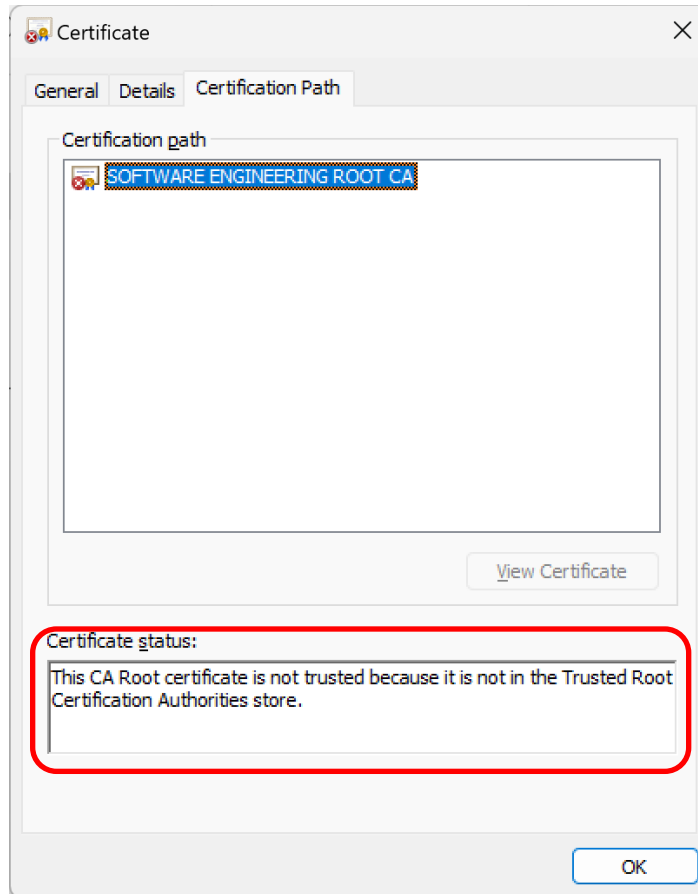 Certificate
General Details Certification Path
Certification path
SOFTWARE ENGINEERING ROOT CA
View Certificate
Certificate status:
This CA Root certificate is not trusted because it is not in the Trusted Root
Certification Authorities store.
OK